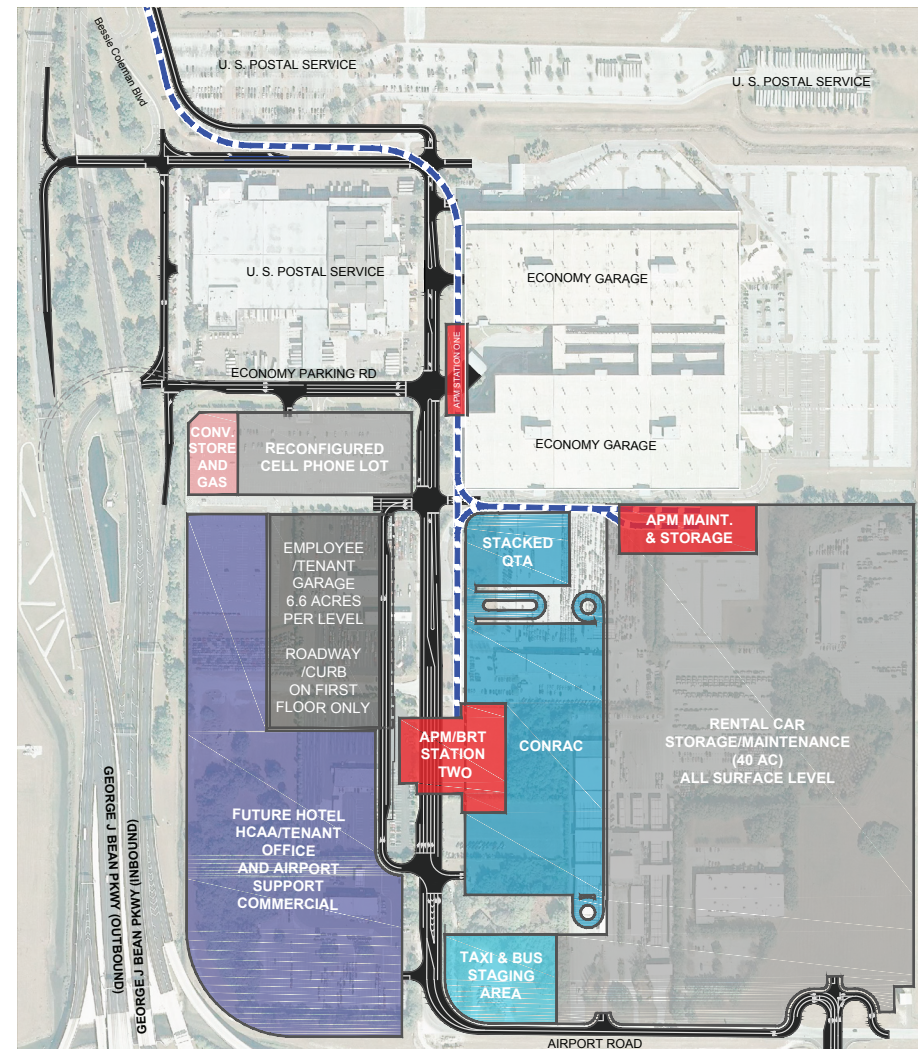 Bessie Coleman Blvd
U. S. POSTAL SERVICE
U. S. POSTAL SERVICE
U. S. POSTAL SERVICE
ECONOMY GARAGE
APM STATION ONE
ECONOMY PARKING RD
CONV.
STORE
AND
GAS
RECONFIGURED
CELL PHONE LOT
ECONOMY GARAGE
EMPLOYEE
/TENANT
GARAGE
6.6 ACRES
PER LEVEL
ROADWAY
/CURB
ON FIRST
FLOOR ONLY
STACKED
QTA
APM MAINT.
& STORAGE
APM/BRT
STATION
TWO
CONRAC
RENTAL CAR
STORAGE/MAINTENANCE
(40 AC)
ALL SURFACE LEVEL
GEORGE J BEAN PKWY (OUTBOUND)
GEORGE J BEAN PKWY (INBOUND)
FUTURE HOTEL
HCAA/TENANT
OFFICE
AND AIRPORT
SUPPORT
COMMERCIAL
TAXI & BUS
STAGING
AREA
AIRPORT ROAD